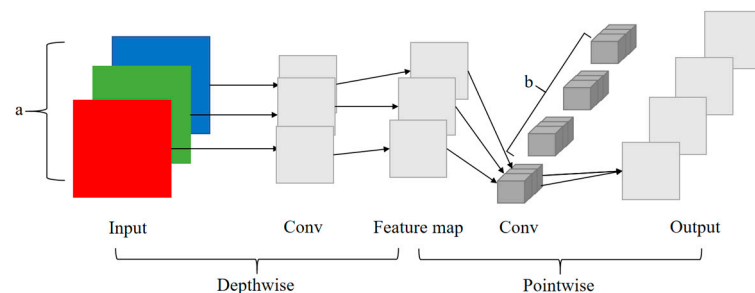 a
b
Input
Conv
Feature map
Conv
Output
Depthwise
Pointwise